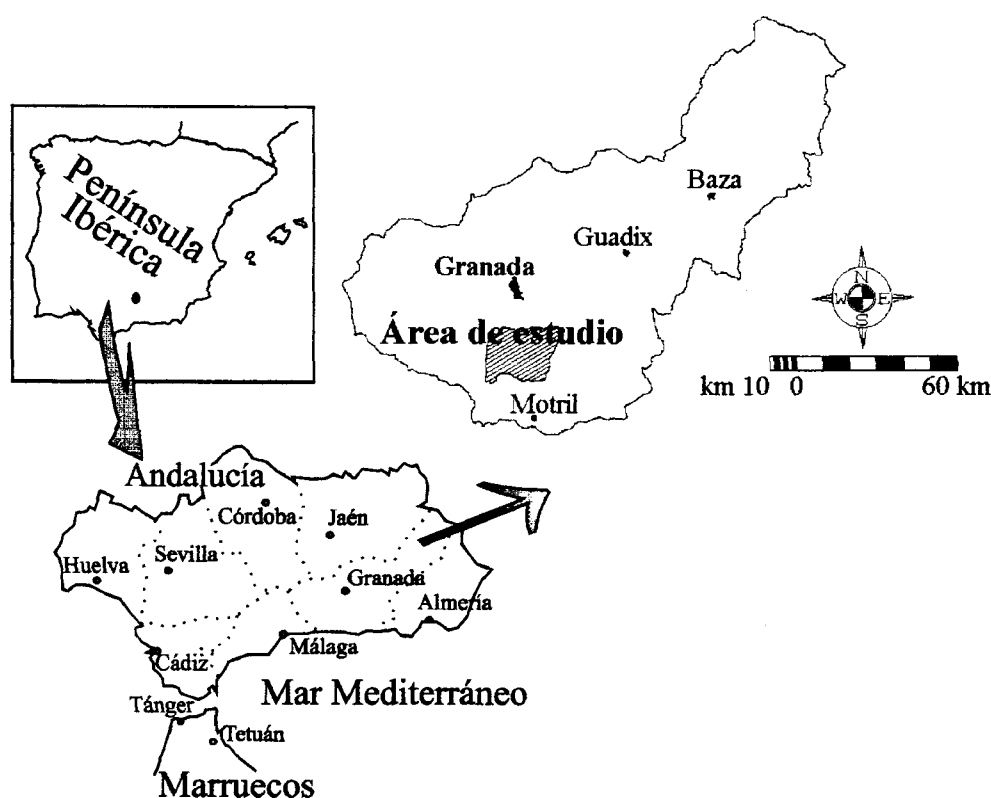 Península
Ibérica
Baza
Guadix
Granada
N
W E
S
Área de estudio
km 10 0 60 km
Motril
Andalucía
Córdoba
Jaén
Huelva
Sevilla
Granada
Almería
Cádiz
Málaga
Mar Mediterráneo
Tánger
Tetuán
Marruecos